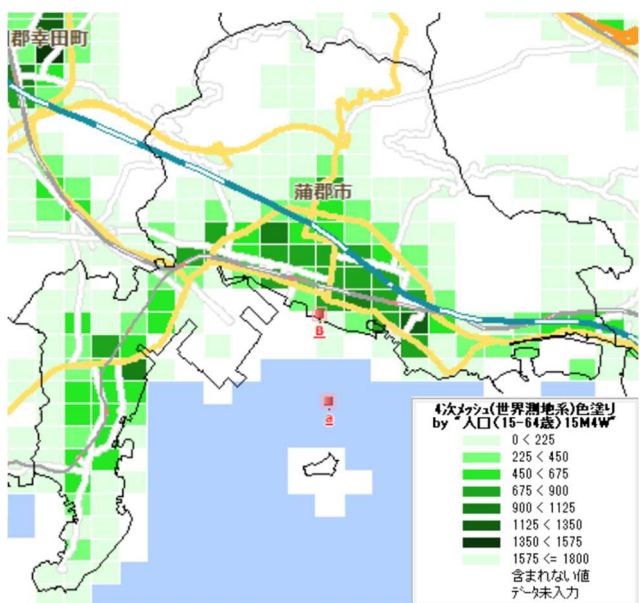 郡幸田町
蒲郡市
B
a
4次メッシュ(世界測地系)色塗り
by "人口(15-64歳)15M4W"
0 < 225
225 < 450
450 < 675
675 < 900
900 < 1125
1125 < 1350
1350 < 1575
1575 <= 1800
含まれない値
データ未入力